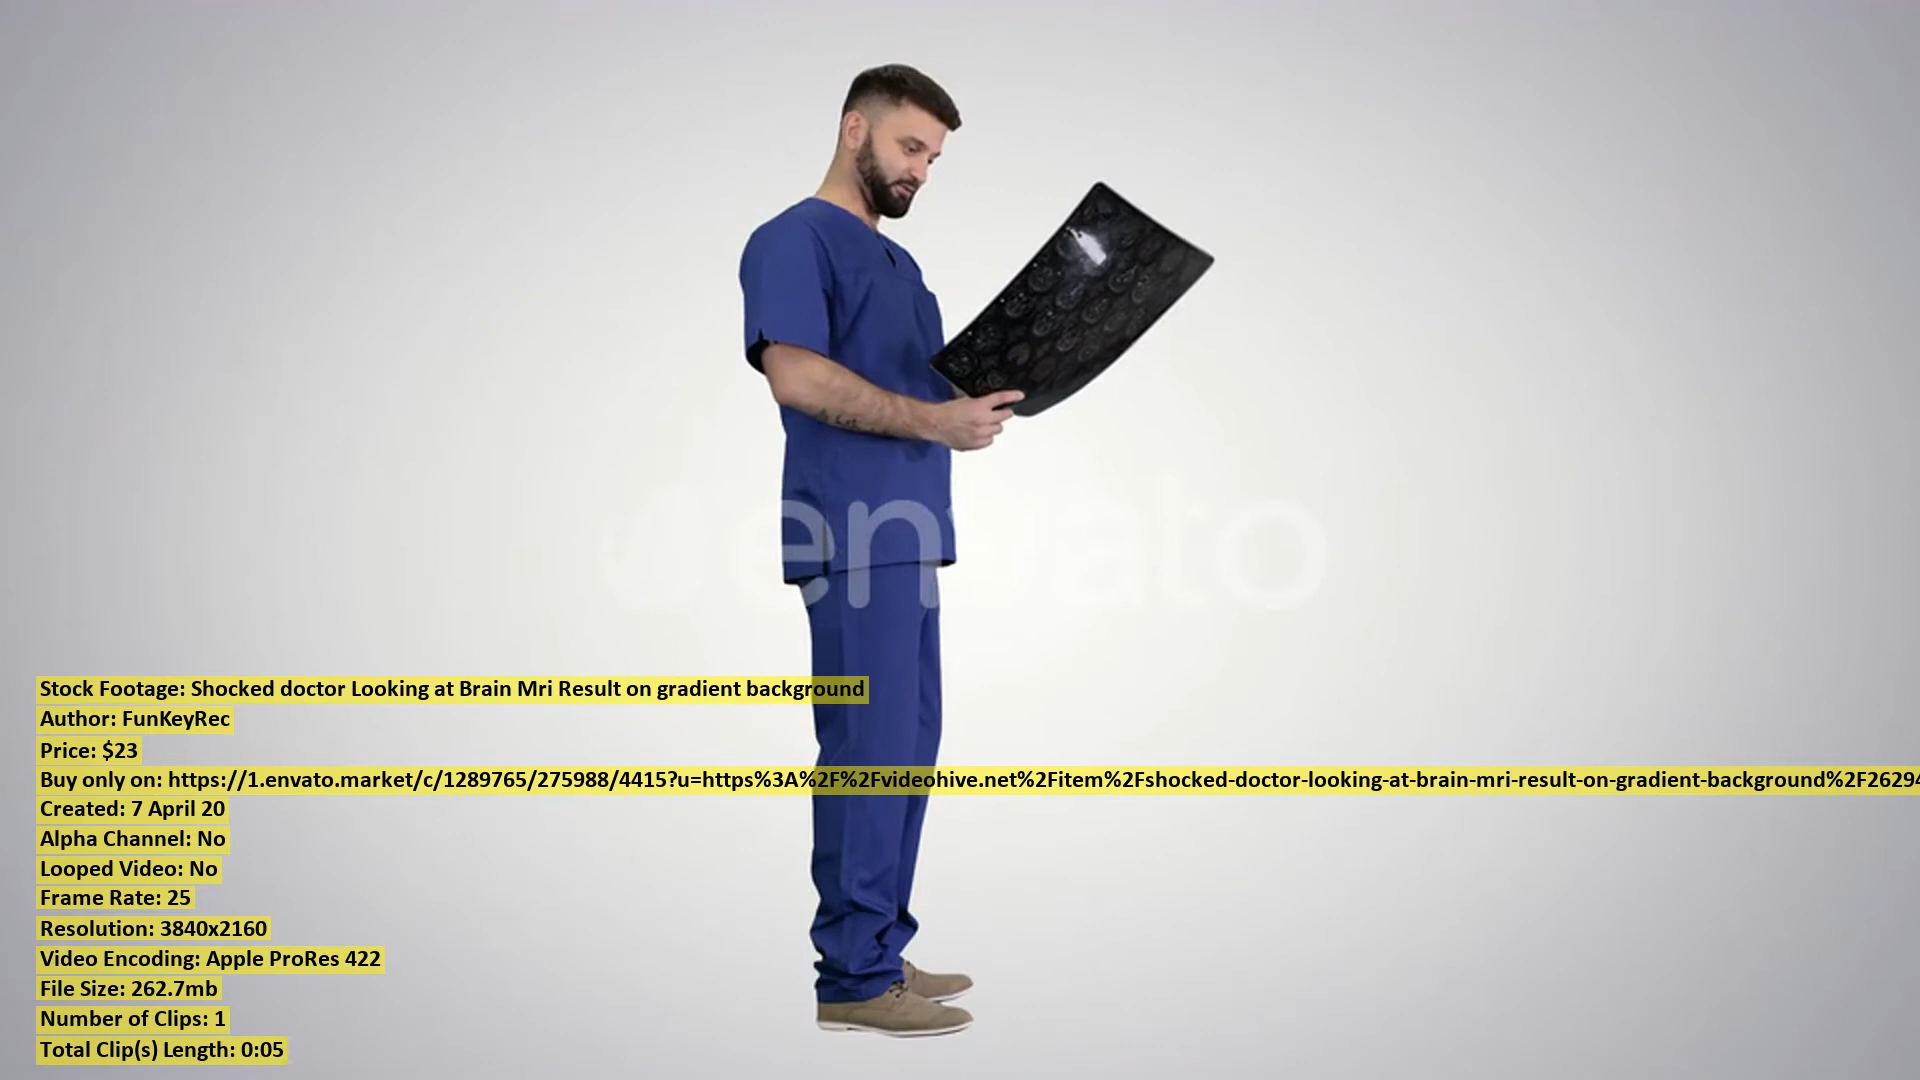 envato
Stock Footage: Shocked doctor Looking at Brain Mri Result on gradient background
Author: FunKeyRec
Price: $23
Buy only on: https://1.envato.market/c/1289765/275988/4415?u=https%3A%2F%2Fvideohive.net%2Fitem%2Fshocked-doctor-looking-at-brain-mri-result-on-gradient-background%2F26294
Created: 7 April 20
Alpha Channel: No
Looped Video: No
Frame Rate: 25
Resolution: 3840x2160
Video Encoding: Apple ProRes 422
File Size: 262.7mb
Number of Clips: 1
Total Clip(s) Length: 0:05